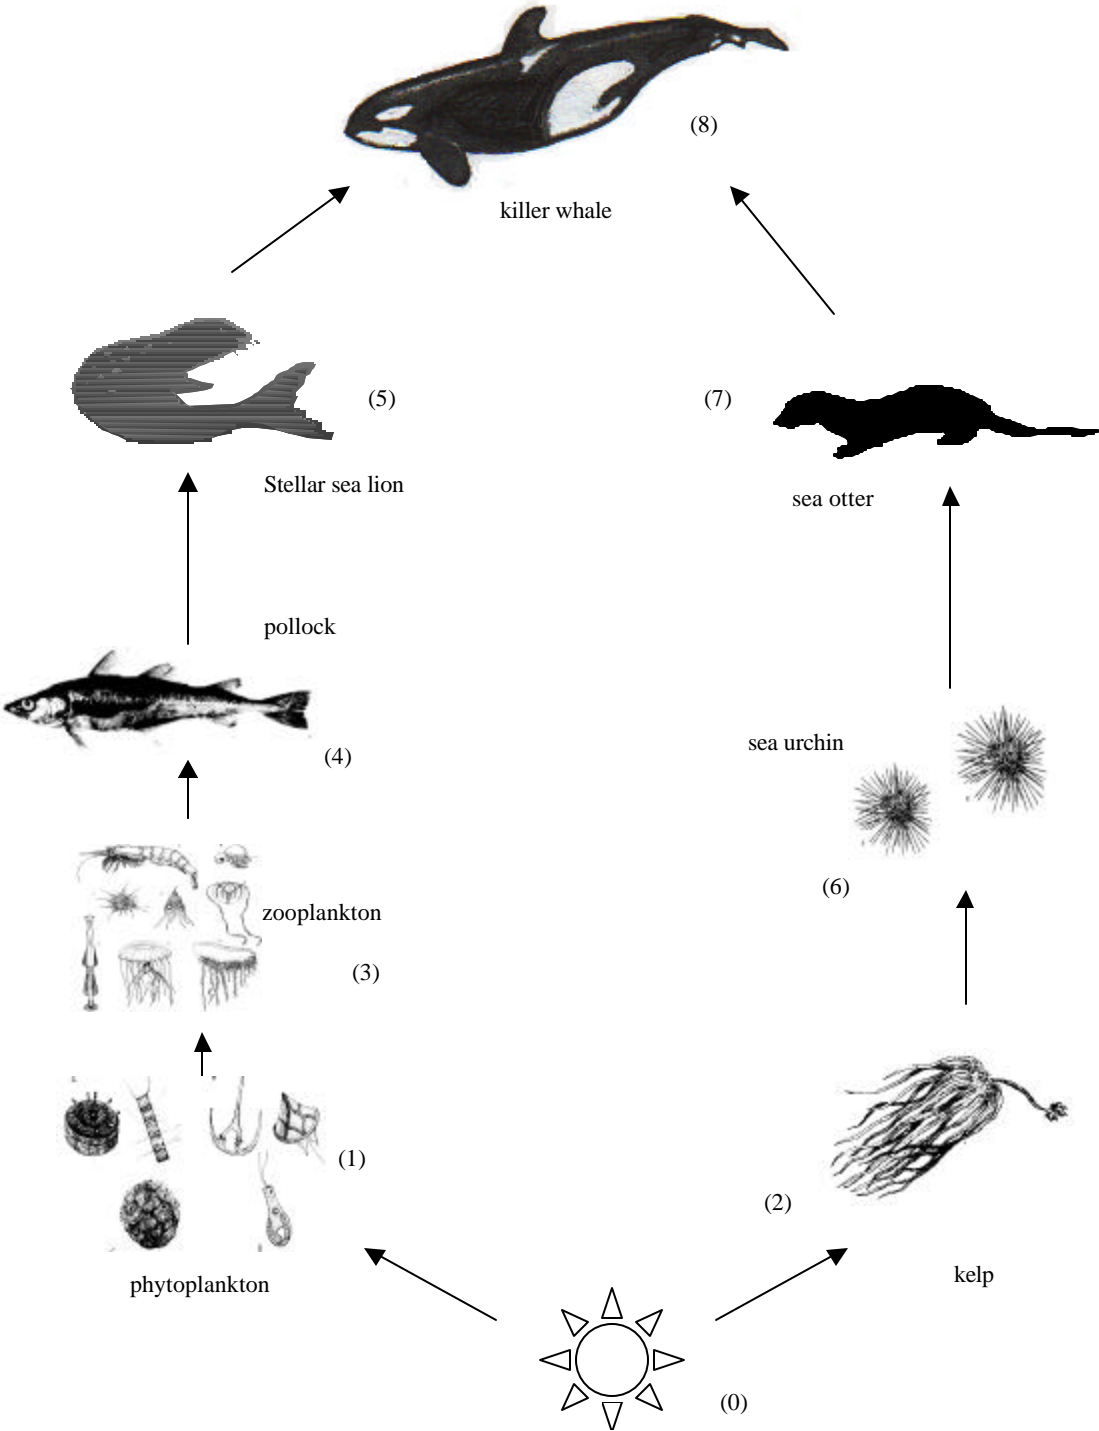 (8)
killer whale
(5)
(7)
Stellar sea lion
sea otter
pollock
(4)
sea urchin
(6)
zooplankton
(3)
(1)
phytoplankton
(2)
kelp
(0)